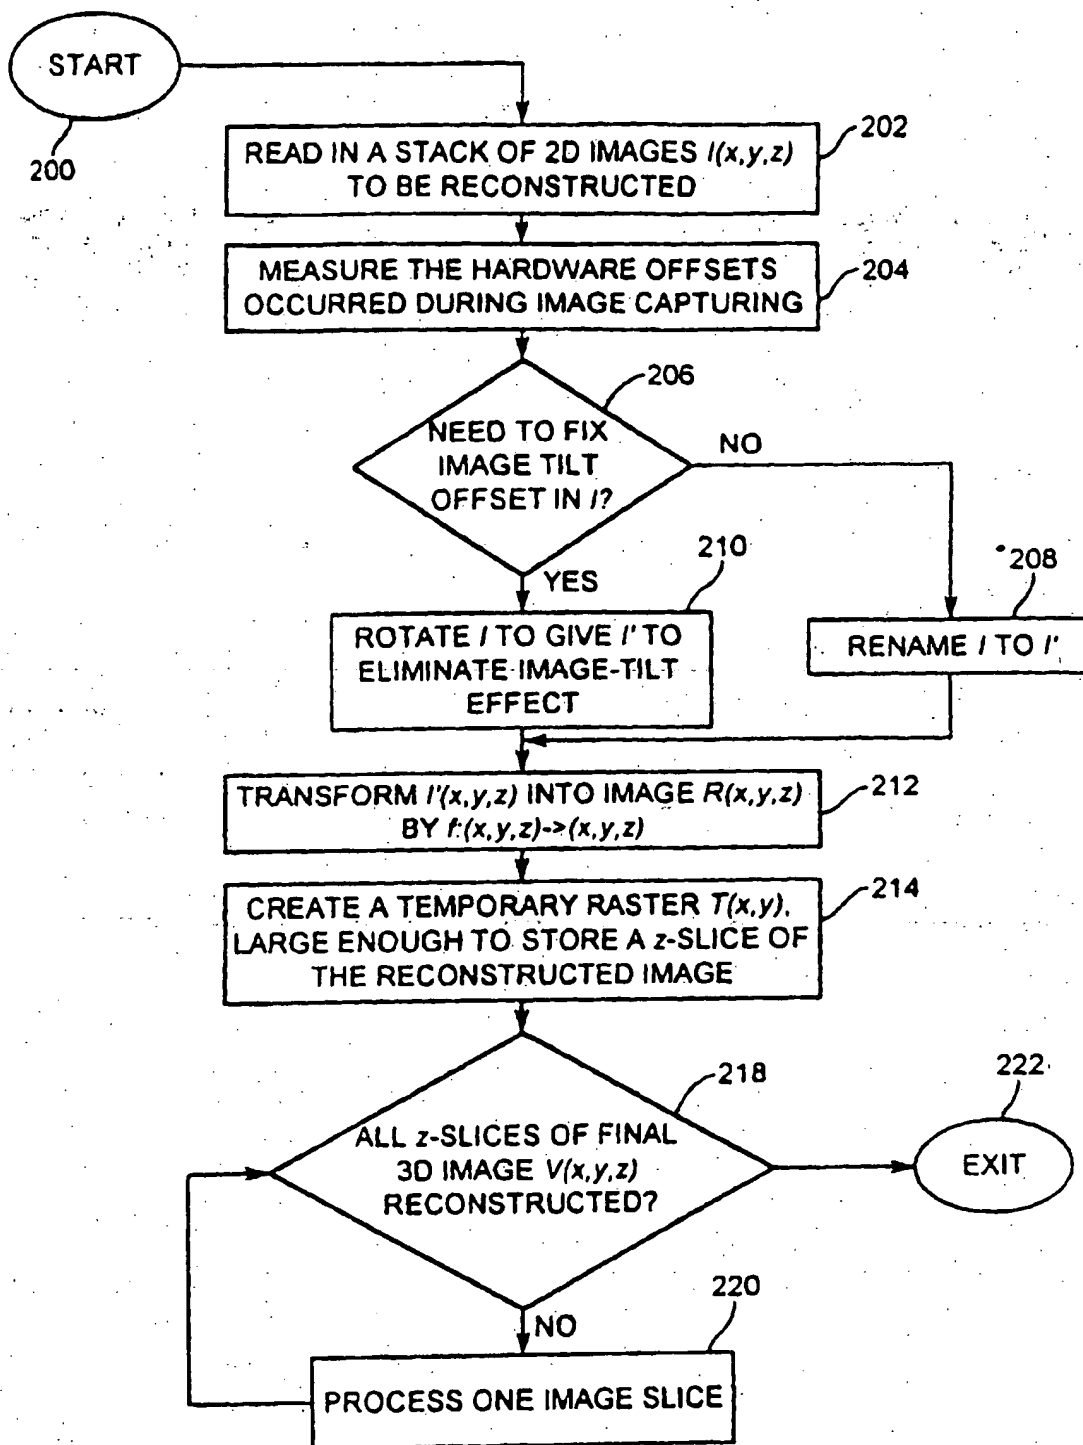 START
200
READ IN A STACK OF 2D IMAGES I(x,y,z)
TO BE RECONSTRUCTED
202
MEASURE THE HARDWARE OFFSETS
OCCURRED DURING IMAGE CAPTURING
204
NEED TO FIX
IMAGE TILT
OFFSET IN I?
206
NO
YES
210
208
ROTATE I TO GIVE I' TO
ELIMINATE IMAGE-TILT
EFFECT
RENAME I TO I'
TRANSFORM I'(x,y,z) INTO IMAGE R(x,y,z)
BY f:(x,y,z)->(x,y,z)
212
CREATE A TEMPORARY RASTER T(x,y),
LARGE ENOUGH TO STORE A z-SLICE OF
THE RECONSTRUCTED IMAGE
214
ALL z-SLICES OF FINAL
3D IMAGE V(x,y,z)
RECONSTRUCTED?
218
222
EXIT
NO
220
PROCESS ONE IMAGE SLICE